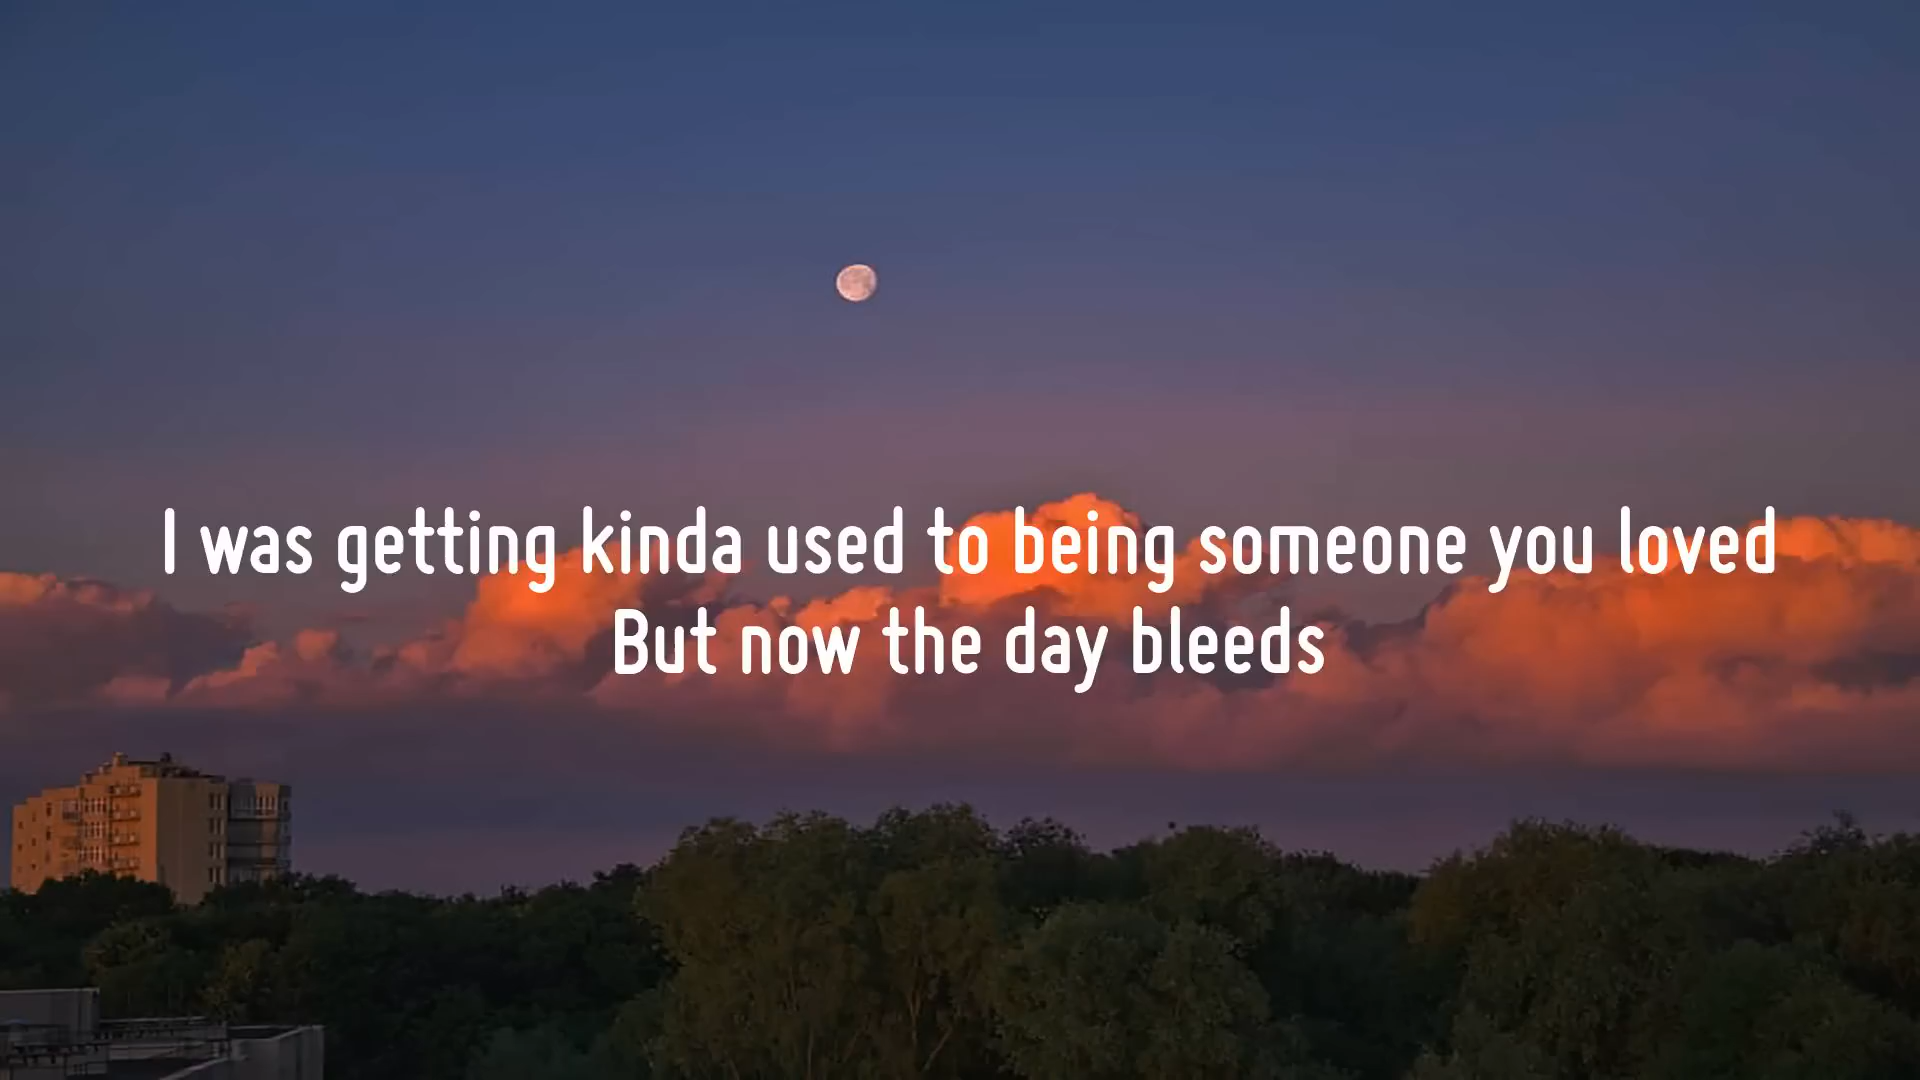 I was getting kinda used to being someone you loved
But now the day bleeds